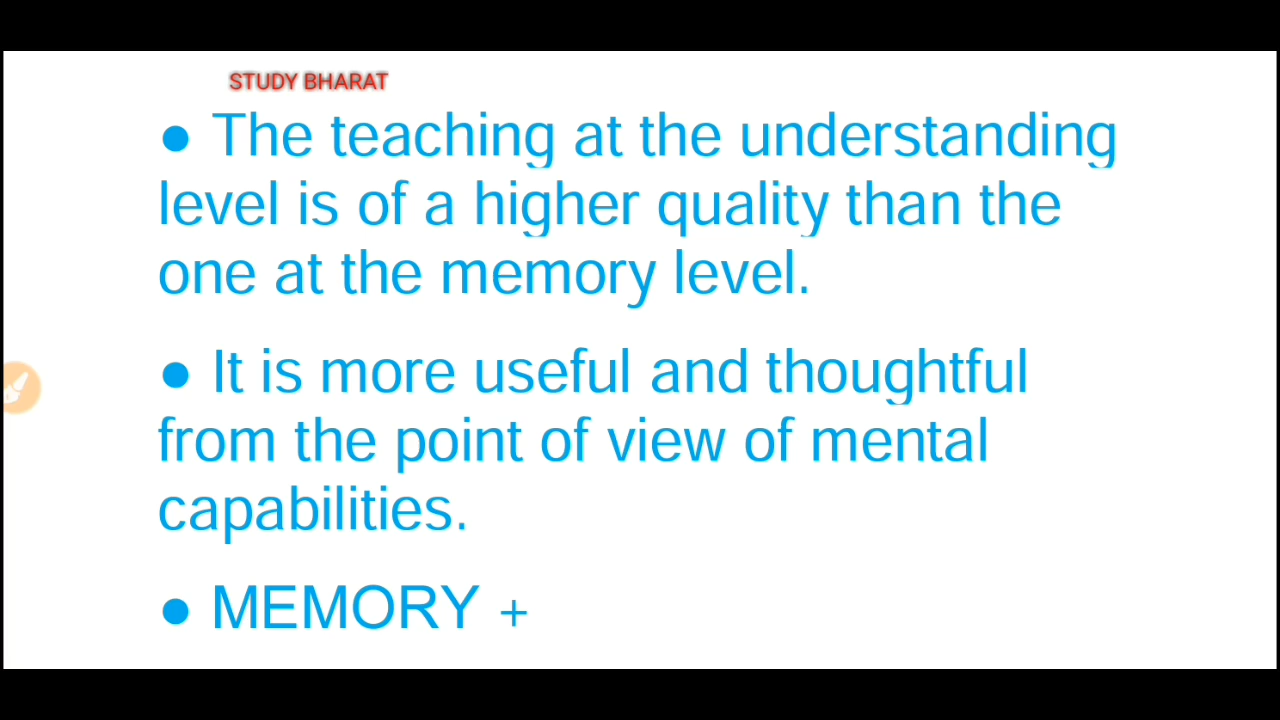 STUDY BHARAT
● The teaching at the understanding
level is of a higher quality than the
one at the memory level.
● It is more useful and thoughtful
from the point of view of mental
capabilities.
● MEMORY +